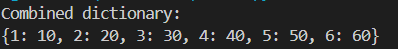 Combined dictionary:
{1: 10, 2: 20, 3: 30, 4: 40, 5: 50, 6: 60}